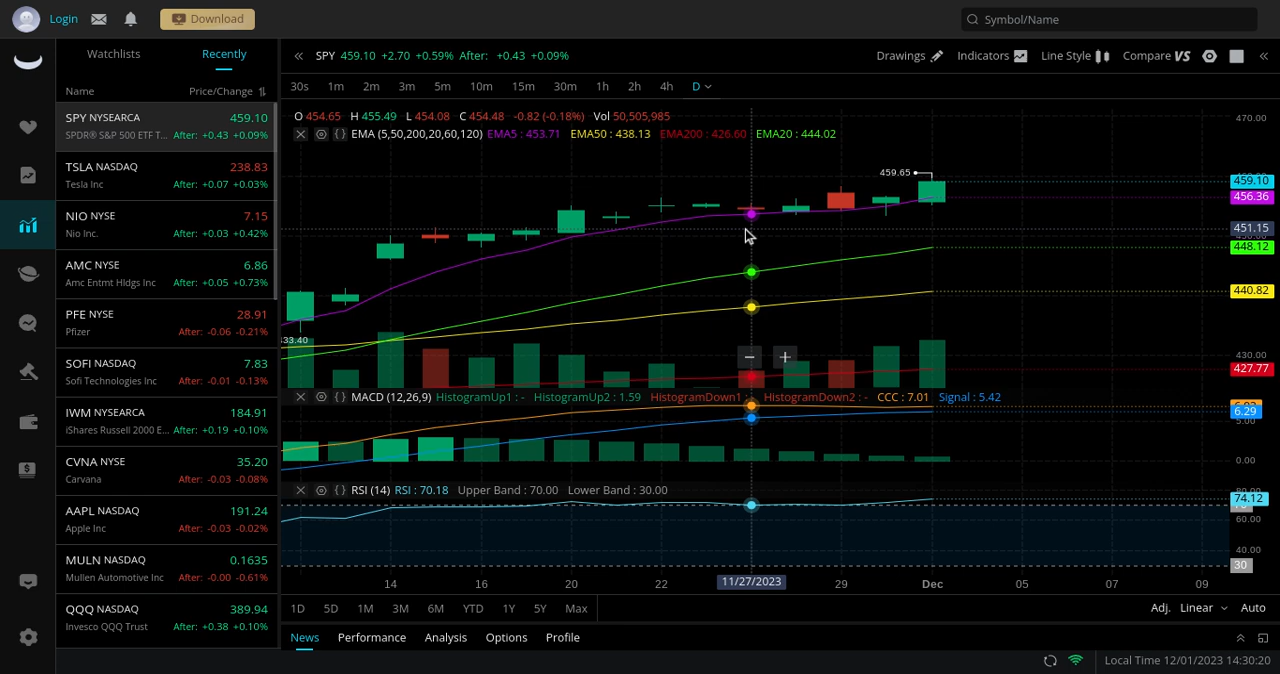 Login
Download
Symbol/Name
Watchlists
Recently
Name
Price/Change
SPY NYSEARCA 459.10
SPDR® S&P 500 ETF T... After: +0.43 +0.09%
TSLA NASDAQ 238.83
Tesla Inc After: +0.07 +0.03%
NIO NYSE 7.15
Nio Inc. After: +0.03 +0.42%
AMC NYSE 6.86
Amc Entmt Hldgs Inc After: +0.05 +0.73%
PFE NYSE 28.91
Pfizer After: -0.06 -0.21%
SOFI NASDAQ 7.83
Sofi Technologies Inc After: -0.01 -0.13%
IWM NYSEARCA 184.91
iShares Russell 2000 E... After: +0.19 +0.10%
CVNA NYSE 35.20
Carvana After: -0.03 -0.08%
AAPL NASDAQ 191.24
Apple Inc After: -0.03 -0.02%
MULN NASDAQ 0.1635
Mullen Automotive Inc After: -0.00 -0.61%
QQQ NASDAQ 389.94
Invesco QQQ Trust After: +0.38 +0.10%
SPY 459.10 +2.70 +0.59% After: +0.43 +0.09%
Drawings Indicators Line Style Compare VS
30s 1m 2m 3m 5m 10m 15m 30m 1h 2h 4h D
O 454.65 H 455.49 L 454.08 C 454.48 -0.82 (-0.18%) Vol 50,505,985
EMA (5,50,200,20,60,120) EMA5 : 453.71 EMA50 : 438.13 EMA200 : 426.60 EMA20 : 444.02
470.00
459.65
459.10
456.36
451.15
448.12
440.82
433.40
430.00
427.77
MACD (12,26,9) HistogramUp1 : - HistogramUp2 : 1.59 HistogramDown1 : - HistogramDown2 : - CCC : 7.01 Signal : 5.42
6.29
5.00
0.00
RSI (14) RSI : 70.18 Upper Band : 70.00 Lower Band : 30.00
74.12
60.00
40.00
30
14 16 20 22 11/27/2023 29 Dec 05 07 09
1D 5D 1M 3M 6M YTD 1Y 5Y Max
Adj. Linear Auto
News Performance Analysis Options Profile
Local Time 12/01/2023 14:30:20